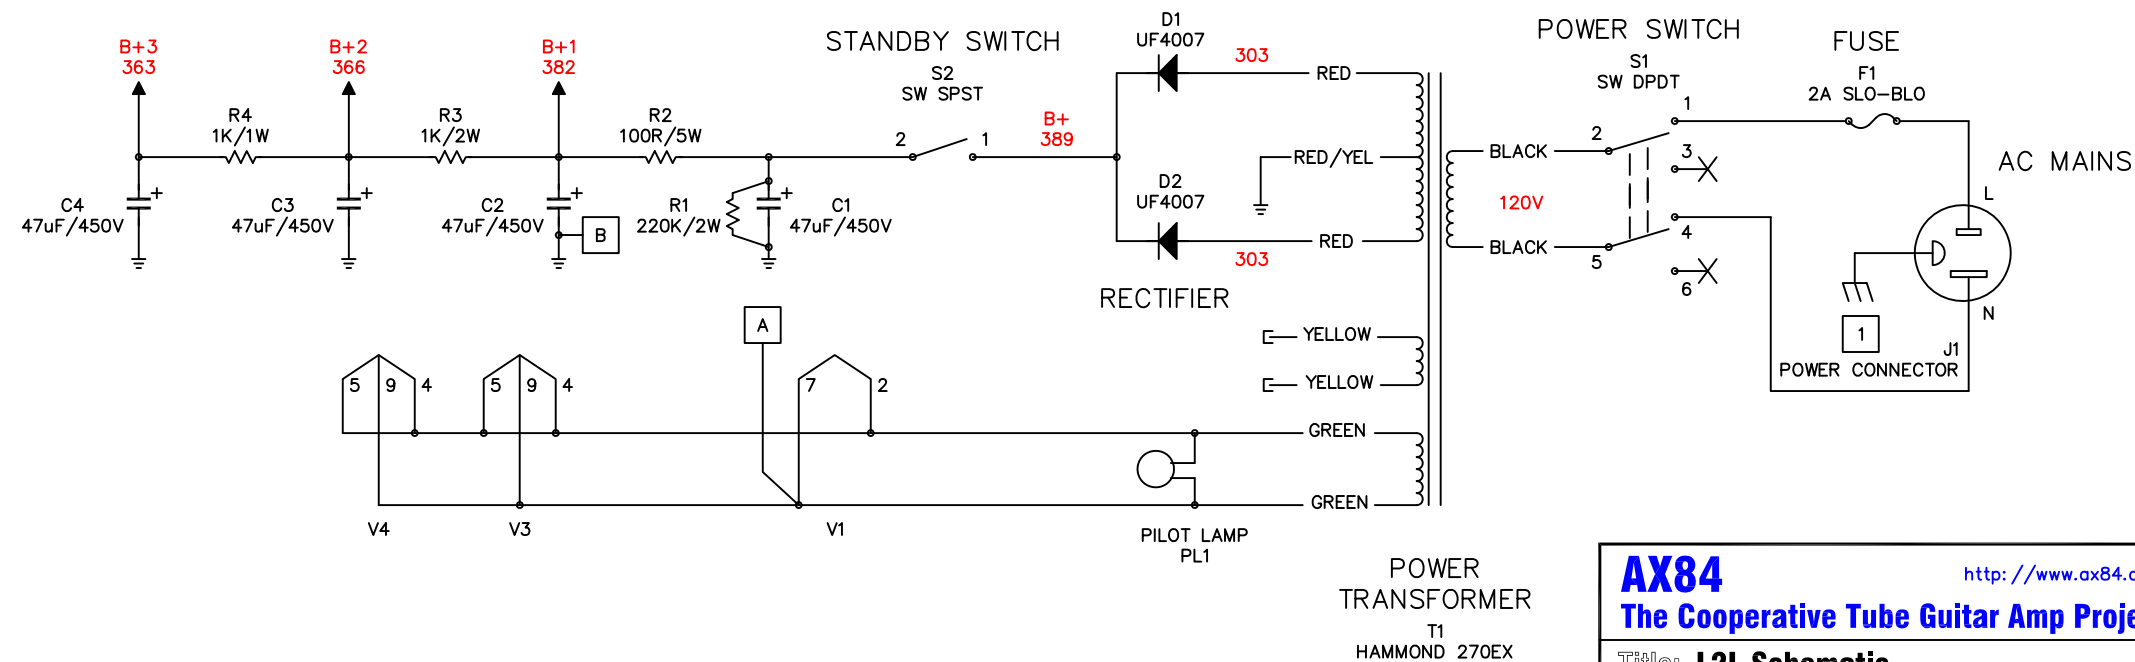 B+3
363
B+2
366
B+1
382
STANDBY SWITCH
S2
SW SPST
D1
UF4007
303
RED
POWER SWITCH
S1
SW DPDT
FUSE
F1
2A SLO-BLO
R4
1K/1W
R3
1K/2W
R2
100R/5W
2
1
B+
389
RED/YEL
BLACK
2
1
3
AC MAINS
L
C4
47uF/450V
+
C3
47uF/450V
+
C2
47uF/450V
+
B
R1
220K/2W
+
C1
47uF/450V
D2
UF4007
RED
303
120V
BLACK
4
5
6
RECTIFIER
YELLOW
YELLOW
1
N
J1
POWER CONNECTOR
A
5
9
4
5
9
4
7
2
GREEN
GREEN
V4
V3
V1
PILOT LAMP
PL1
POWER
TRANSFORMER
T1
HAMMOND 270EX
AX84
http://www.ax84.c
The Cooperative Tube Guitar Amp Proje